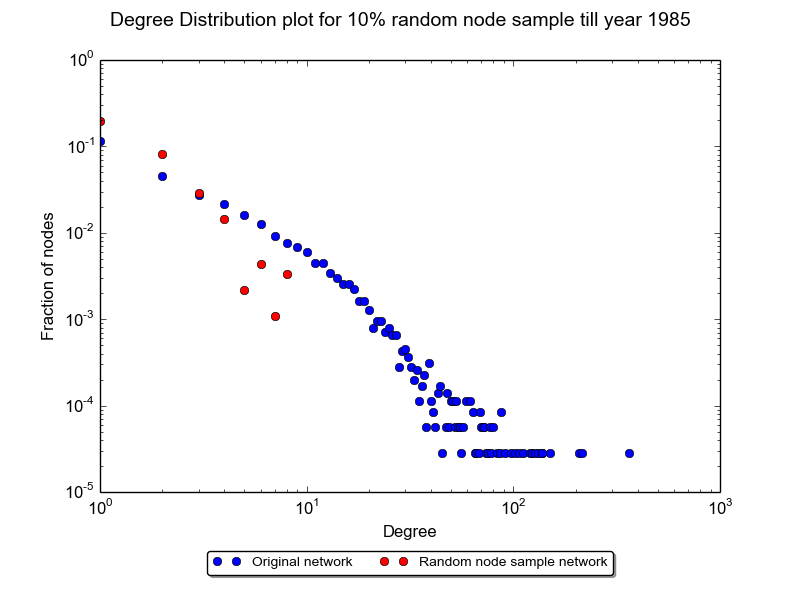 Degree Distribution plot for 10% random node sample till year 1985
10^0
10^-1
10^-2
10^-3
10^-4
10^-5
Fraction of nodes
10^0 10^1 10^2 10^3
Degree
Original network Random node sample network